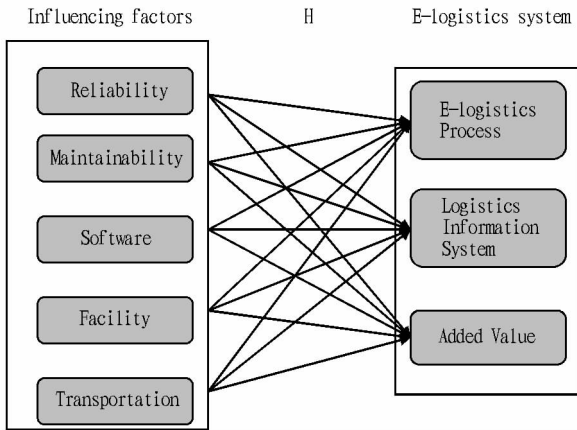 Influencing factors
H
E-logistics system
Reliability
Maintainability
Software
Facility
Transportation
E-logistics
Process
Logistics
Information
System
Added Value